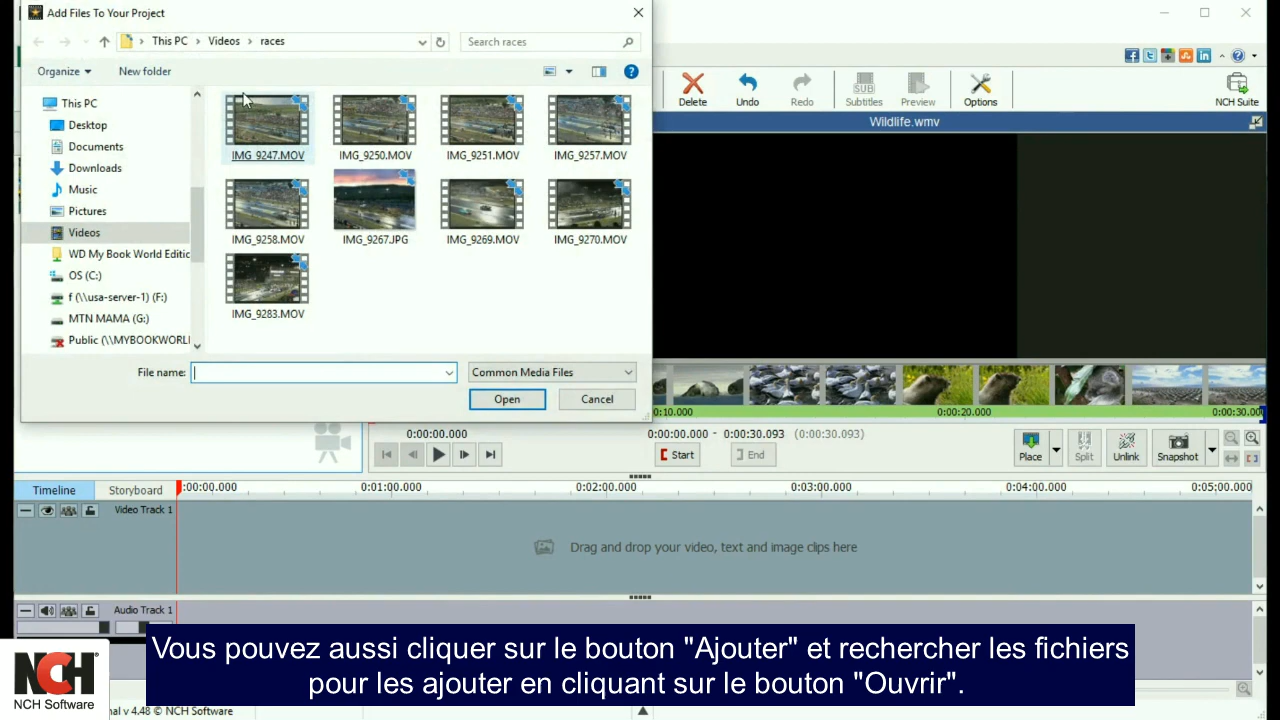 Add Files To Your Project
This PC > Videos > races
Search races
Organize
New folder
This PC
Desktop
Documents
Downloads
Music
Pictures
Videos
WD My Book World Editic
OS (C:)
f (\\usa-server-1) (F:)
MTN MAMA (G:)
Public (\\MYBOOKWORLI
IMG_9247.MOV
IMG_9250.MOV
IMG_9251.MOV
IMG_9257.MOV
IMG_9258.MOV
IMG_9267.JPG
IMG_9269.MOV
IMG_9270.MOV
IMG_9283.MOV
File name:
Common Media Files
Open
Cancel
Delete
Undo
Redo
SUB
Subtitles
Preview
Options
NCH Suite
Wildlife.wmv
0:10.000
0:00:20.000
0:00:30.00
0:00:00.000
0:00:00.000 - 0:00:30.093 (0:00:30.093)
Start
End
Place
Split
Unlink
Snapshot
Timeline
Storyboard
:00:00.000
0:01:00.000
0:02:00.000
0:03:00.000
0:04:00.000
0:05:00.000
Video Track 1
Drag and drop your video, text and image clips here
Audio Track 1
Vous pouvez aussi cliquer sur le bouton "Ajouter" et rechercher les fichiers
pour les ajouter en cliquant sur le bouton "Ouvrir".
NCH
NCH Software
nal v 4.48 © NCH Software